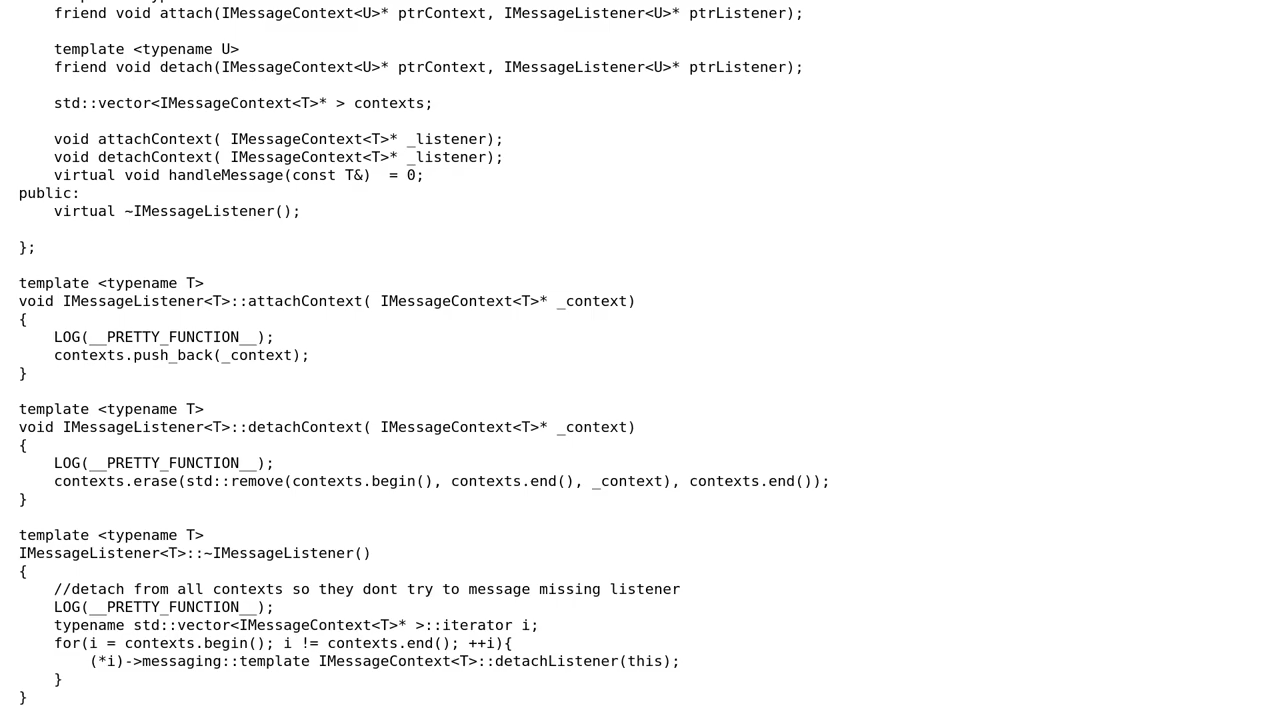 friend void attach(IMessageContext<U>* ptrContext, IMessageListener<U>* ptrListener);
template <typename U>
friend void detach(IMessageContext<U>* ptrContext, IMessageListener<U>* ptrListener);
std::vector<IMessageContext<T>* > contexts;
void attachContext( IMessageContext<T>* _listener);
void detachContext( IMessageContext<T>* _listener);
virtual void handleMessage(const T&)  = 0;
public:
virtual ~IMessageListener();
};
template <typename T>
void IMessageListener<T>::attachContext( IMessageContext<T>* _context)
{
LOG(__PRETTY_FUNCTION__);
contexts.push_back(_context);
}
template <typename T>
void IMessageListener<T>::detachContext( IMessageContext<T>* _context)
{
LOG(__PRETTY_FUNCTION__);
contexts.erase(std::remove(contexts.begin(), contexts.end(), _context), contexts.end());
}
template <typename T>
IMessageListener<T>::~IMessageListener()
{
//detach from all contexts so they dont try to message missing listener
LOG(__PRETTY_FUNCTION__);
typename std::vector<IMessageContext<T>* >::iterator i;
for(i = contexts.begin(); i != contexts.end(); ++i){
(*i)->messaging::template IMessageContext<T>::detachListener(this);
}
}